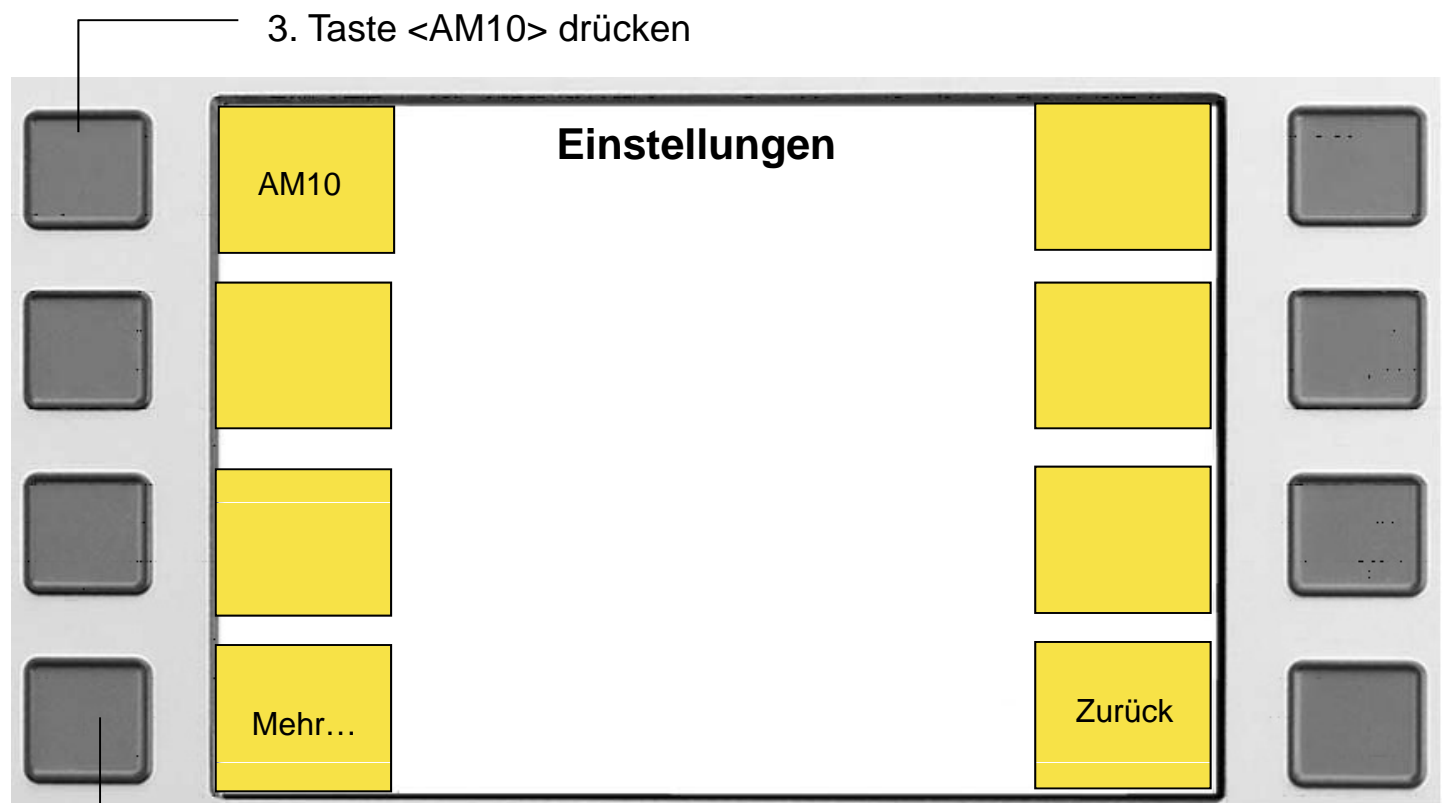 3. Taste <AM10> drücken
Einstellungen
AM10
Mehr…
Zurück